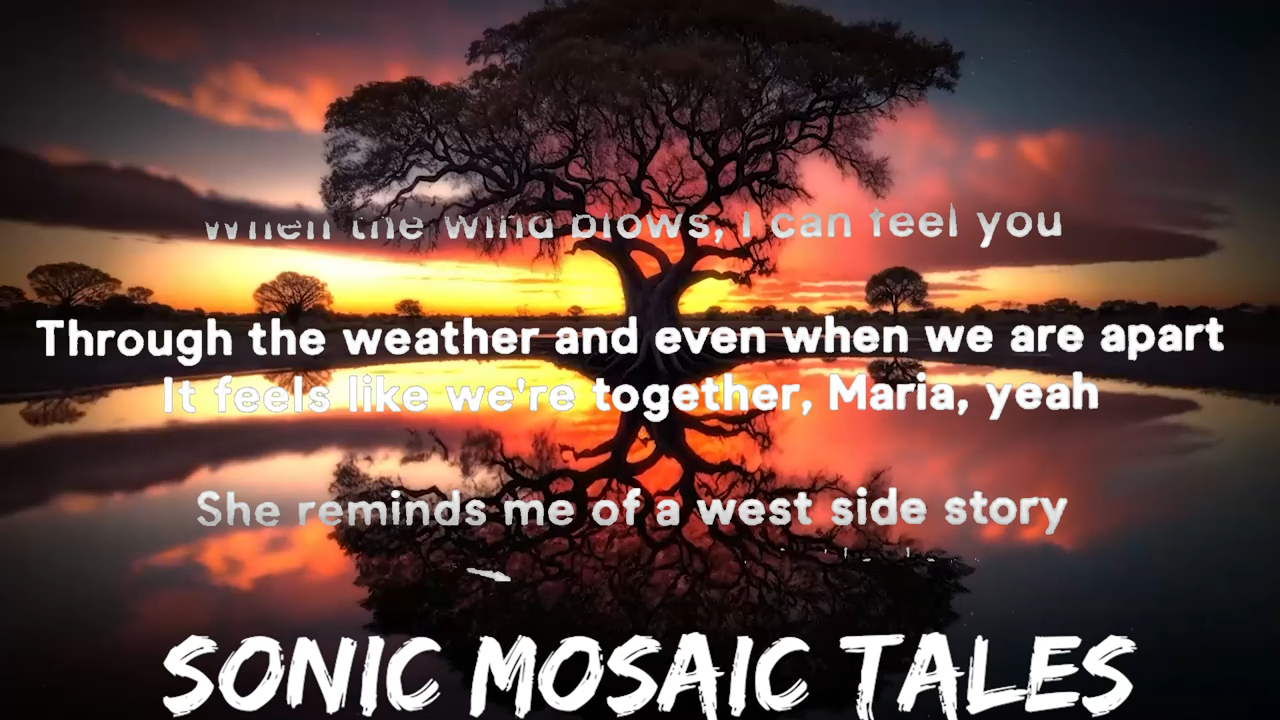 When the wind blows, I can feel you
Through the weather and even when we are apart
It feels like we're together, Maria, yeah
She reminds me of a west side story
SONIC MOSAIC TALES